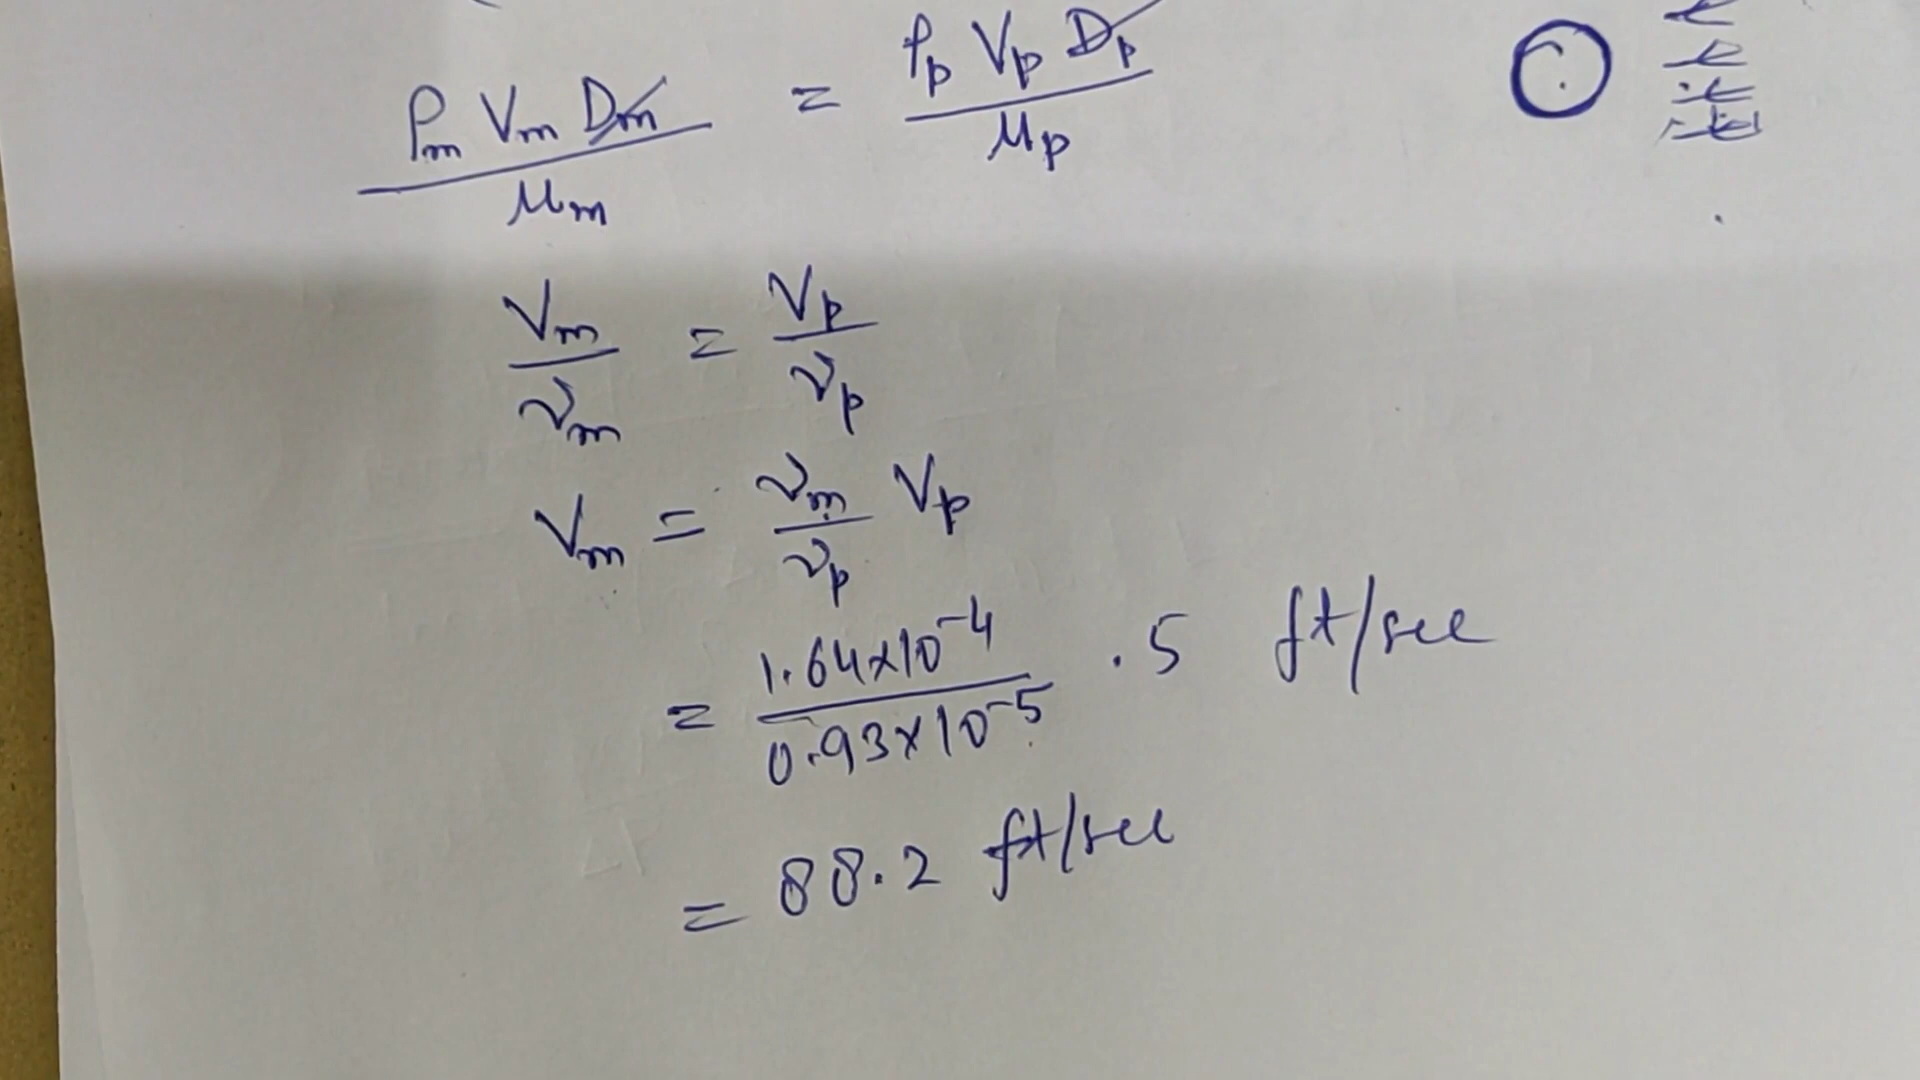 ρm Vm Dm / μm = ρp Vp Dp / μp
Vm / νm = Vp / νp
Vm = νm / νp Vp
= 1.64×10^-4 / 0.93×10^-5 . 5 ft/sec
= 88.2 ft/sec